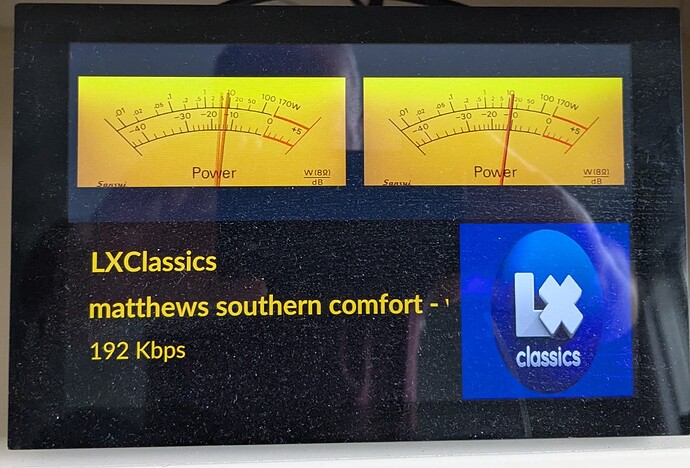 .01 .02 .05 .1 .3 .5 1 2 5 10 20 50 100 170W
-40 -30 -20 -10 0 +5
Power
W(8Ω)
dB
Sansui
.01 .02 .05 .1 .3 .5 1 2 5 10 20 50 100 170W
-40 -30 -20 -10 0 +5
Power
W(8Ω)
dB
Sansui
LXClassics
matthews southern comfort -
192 Kbps
LX
classics